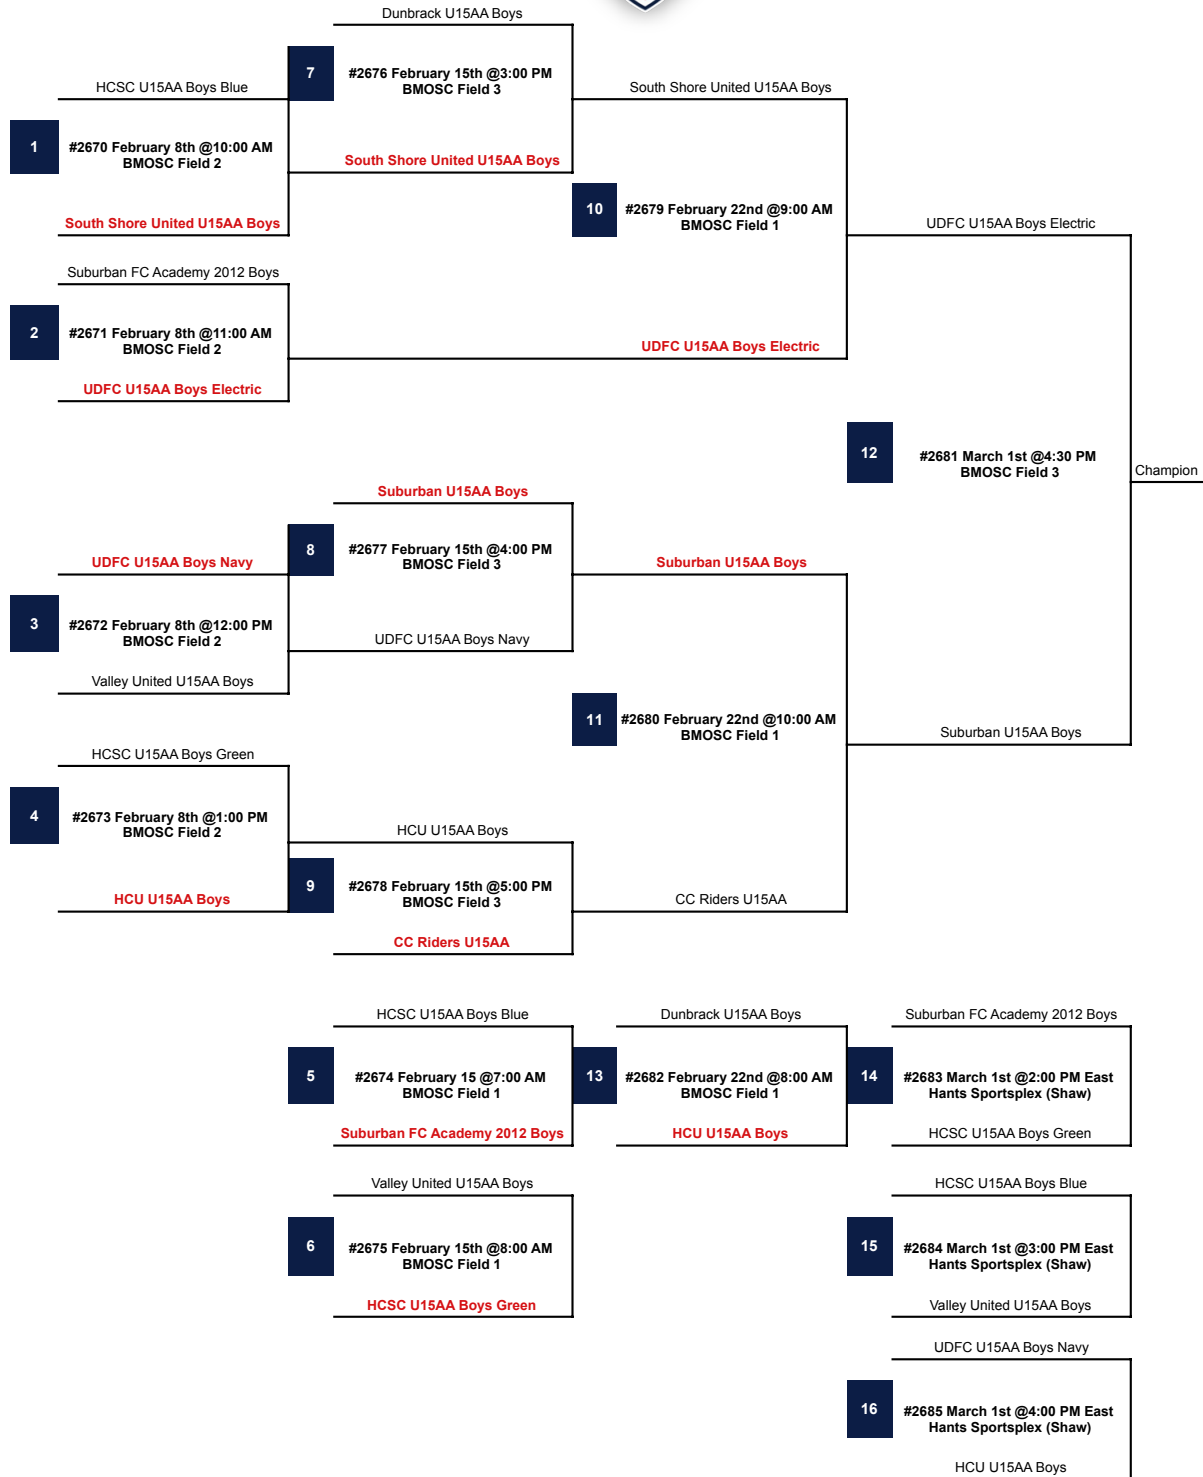 Dunbrack U15AA Boys
7
#2676 February 15th @3:00 PM
BMOSC Field 3
HCSC U15AA Boys Blue
South Shore United U15AA Boys
1
#2670 February 8th @10:00 AM
BMOSC Field 2
South Shore United U15AA Boys
10
#2679 February 22nd @9:00 AM
BMOSC Field 1
South Shore United U15AA Boys
UDFC U15AA Boys Electric
Suburban FC Academy 2012 Boys
2
#2671 February 8th @11:00 AM
BMOSC Field 2
UDFC U15AA Boys Electric
UDFC U15AA Boys Electric
12
#2681 March 1st @4:30 PM
BMOSC Field 3
Champion
Suburban U15AA Boys
8
#2677 February 15th @4:00 PM
BMOSC Field 3
UDFC U15AA Boys Navy
Suburban U15AA Boys
3
#2672 February 8th @12:00 PM
BMOSC Field 2
UDFC U15AA Boys Navy
Valley United U15AA Boys
11
#2680 February 22nd @10:00 AM
BMOSC Field 1
Suburban U15AA Boys
HCSC U15AA Boys Green
4
#2673 February 8th @1:00 PM
BMOSC Field 2
HCU U15AA Boys
HCU U15AA Boys
9
#2678 February 15th @5:00 PM
BMOSC Field 3
CC Riders U15AA
CC Riders U15AA
HCSC U15AA Boys Blue
Dunbrack U15AA Boys
Suburban FC Academy 2012 Boys
5
#2674 February 15 @7:00 AM
BMOSC Field 1
13
#2682 February 22nd @8:00 AM
BMOSC Field 1
14
#2683 March 1st @2:00 PM East
Hants Sportsplex (Shaw)
Suburban FC Academy 2012 Boys
HCU U15AA Boys
HCSC U15AA Boys Green
Valley United U15AA Boys
HCSC U15AA Boys Blue
6
#2675 February 15th @8:00 AM
BMOSC Field 1
15
#2684 March 1st @3:00 PM East
Hants Sportsplex (Shaw)
HCSC U15AA Boys Green
Valley United U15AA Boys
UDFC U15AA Boys Navy
16
#2685 March 1st @4:00 PM East
Hants Sportsplex (Shaw)
HCU U15AA Boys